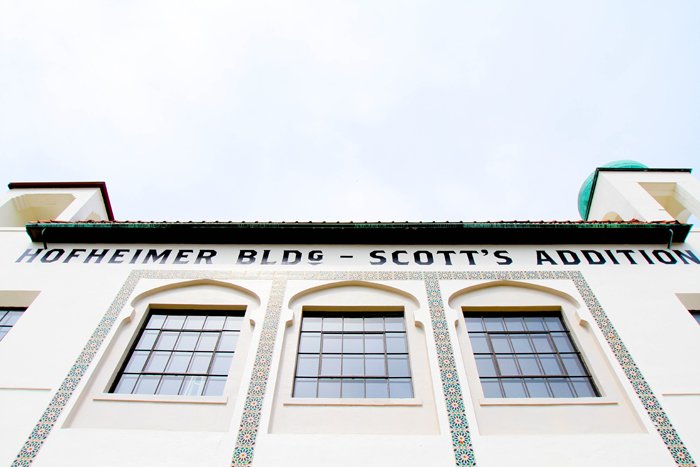 HOFHEIMER BLDG - SCOTT'S ADDITION